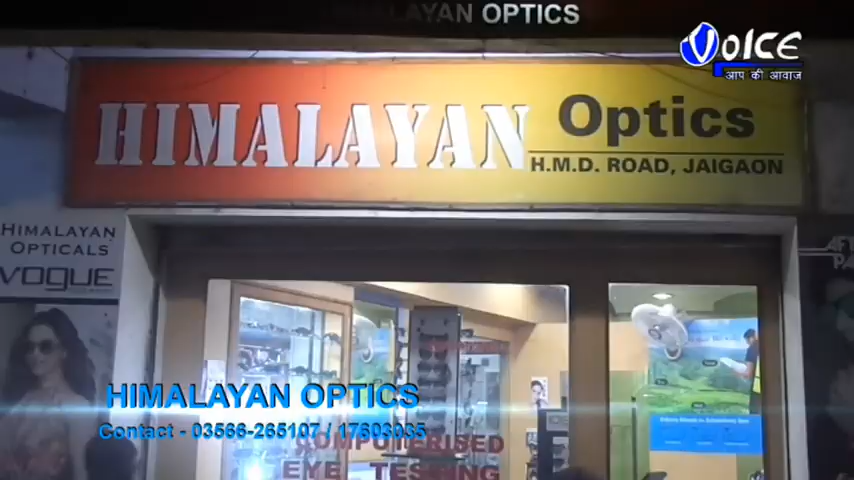 HIMALAYAN OPTICS
VOICE
आप की आवाज
HIMALAYAN Optics
H.M.D. ROAD, JAIGAON
HIMALAYAN
OPTICALS
VOGUE
HIMALAYAN OPTICS
Contact - 03566-265107 / 17603035
KOMPUTERISED
EYE TESTING